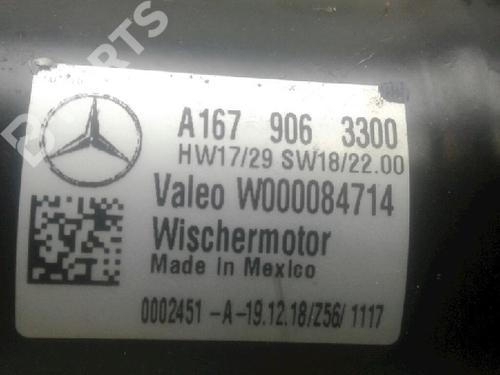 PARTS
A167 906 3300
HW17/29 SW18/22.00
Valeo W000084714
Wischermotor
Made in Mexico
0002451-A-19.12.18/Z56/1117